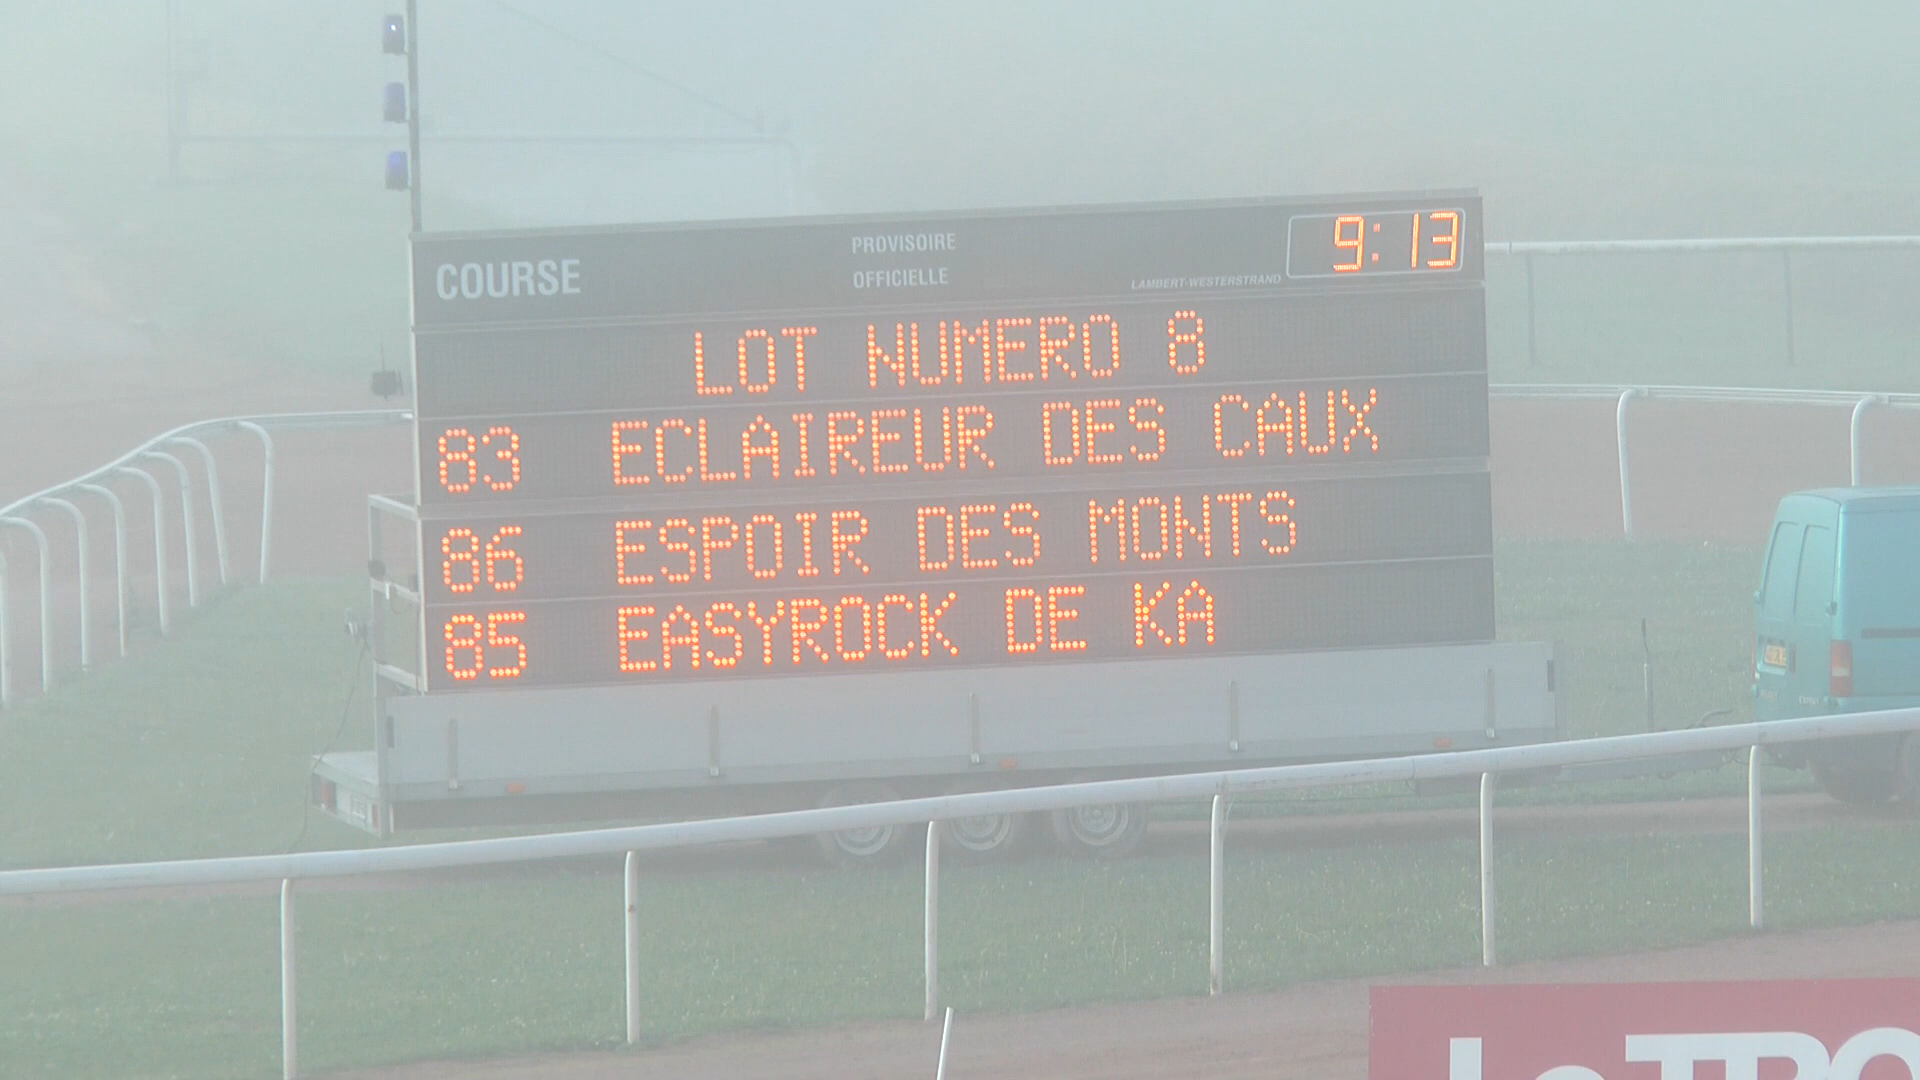 COURSE
PROVISOIRE
OFFICIELLE
LAMBERT-WESTERSTRAND
9:13
LOT NUMERO 8
83 ECLAIREUR DES CAUX
86 ESPOIR DES MONTS
85 EASYROCK DE KA